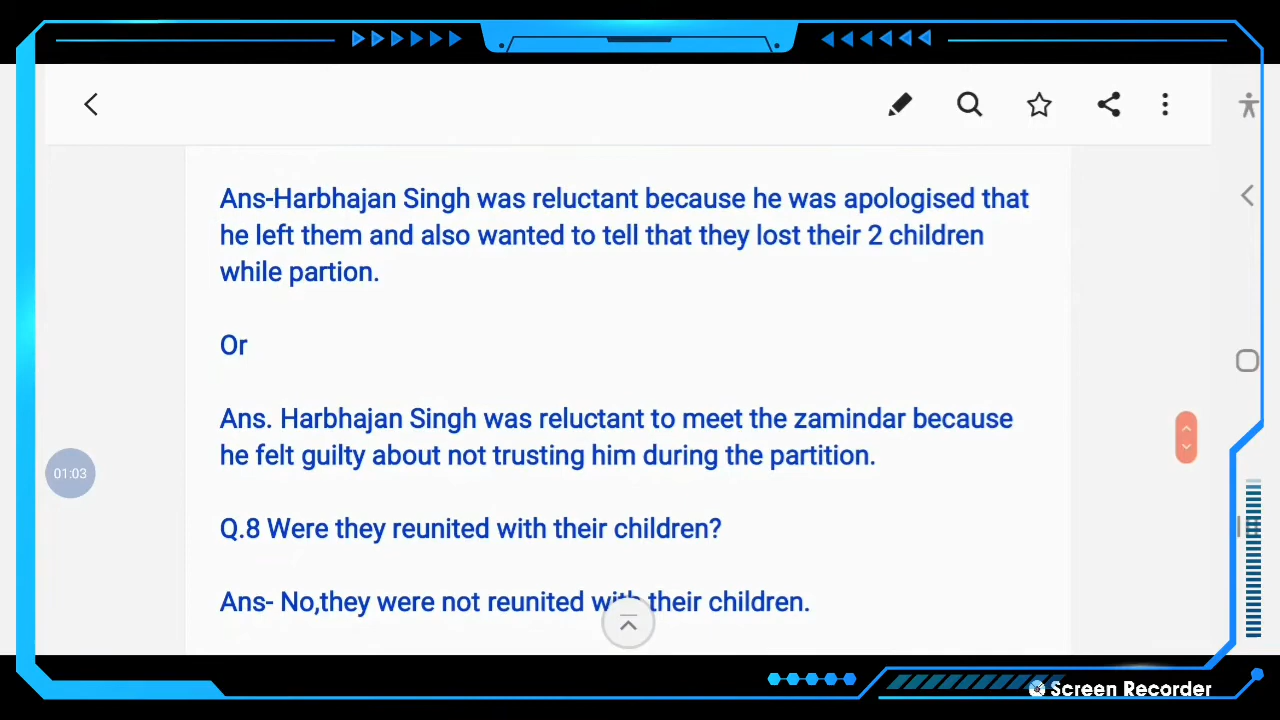 Ans-Harbhajan Singh was reluctant because he was apologised that
he left them and also wanted to tell that they lost their 2 children
while partion.
Or
Ans. Harbhajan Singh was reluctant to meet the zamindar because
he felt guilty about not trusting him during the partition.
01:03
Q.8 Were they reunited with their children?
Ans- No,they were not reunited with their children.
Screen Recorder